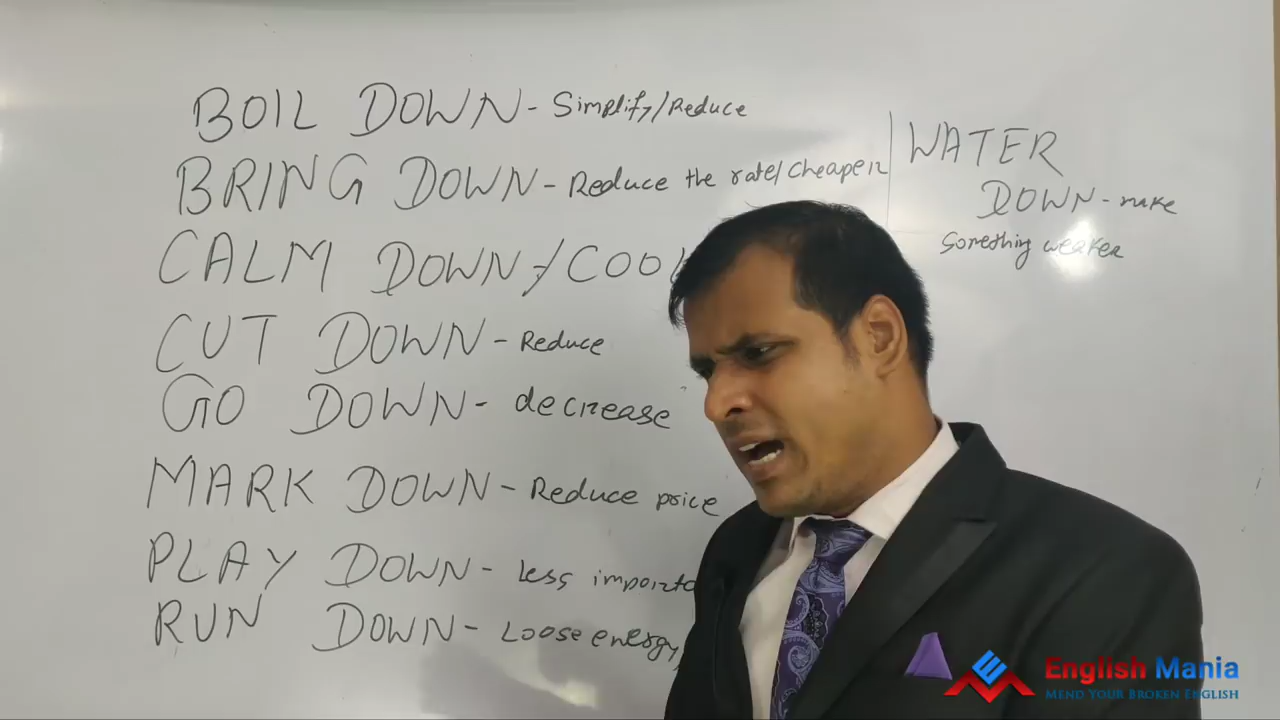 BOIL DOWN - Simplify/Reduce
BRING DOWN - Reduce the rate/cheaper
CALM DOWN - / COOL
CUT DOWN - Reduce
GO DOWN - decrease
MARK DOWN - Reduce price
PLAY DOWN - less
RUN DOWN - Loose energy/
WATER
DOWN - make
something weaker
English Mania
MEND YOUR BROKEN ENGLISH